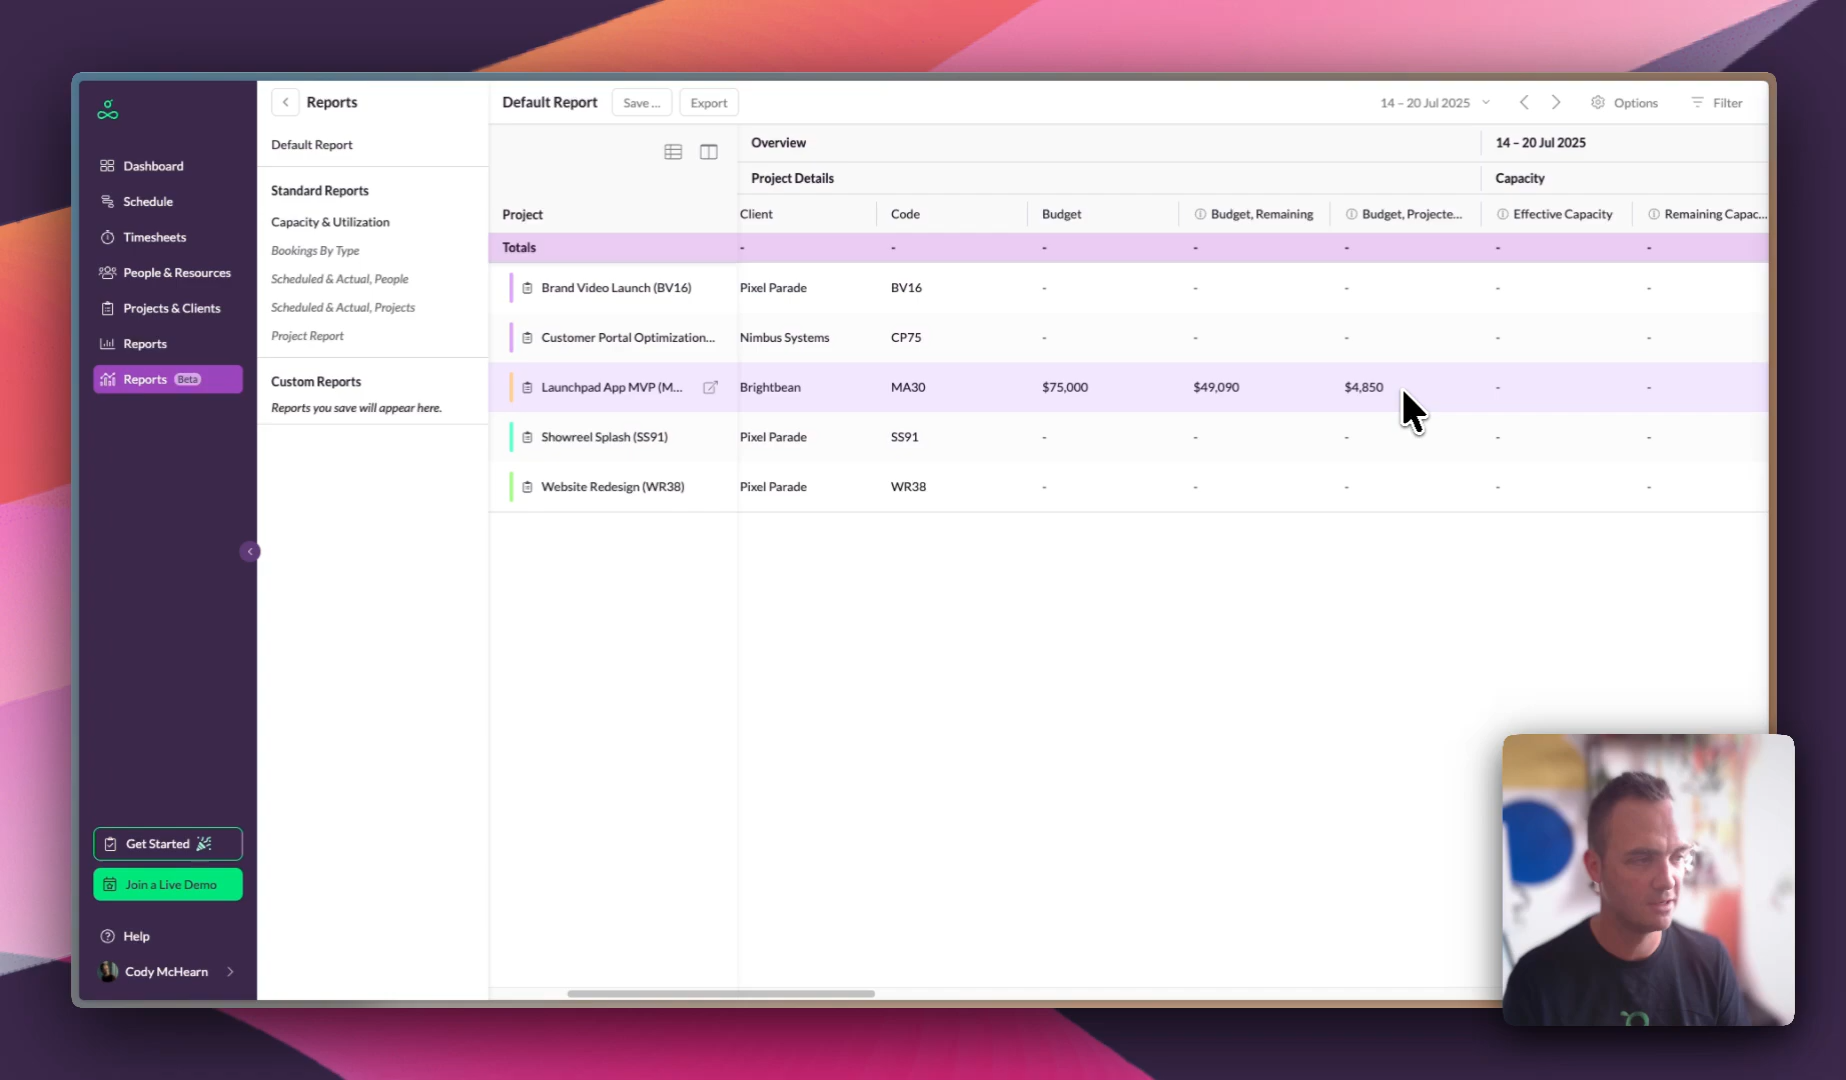 Reports
Default Report
Save ...
Export
14 – 20 Jul 2025
Options
Filter
Dashboard
Schedule
Timesheets
People & Resources
Projects & Clients
Reports
Reports Beta
Get Started
Join a Live Demo
Help
Cody McHearn
Default Report
Standard Reports
Capacity & Utilization
Bookings By Type
Scheduled & Actual, People
Scheduled & Actual, Projects
Project Report
Custom Reports
Reports you save will appear here.
Overview
14 – 20 Jul 2025
Project Details
Capacity
Project
Client
Code
Budget
Budget, Remaining
Budget, Projecte...
Effective Capacity
Remaining Capac...
Totals - - - - - - -
Brand Video Launch (BV16) Pixel Parade BV16 - - - - -
Customer Portal Optimization... Nimbus Systems CP75 - - - - -
Launchpad App MVP (M... Brightbean MA30 $75,000 $49,090 $4,850 - -
Showreel Splash (SS91) Pixel Parade SS91 - - - - -
Website Redesign (WR38) Pixel Parade WR38 - - - - -